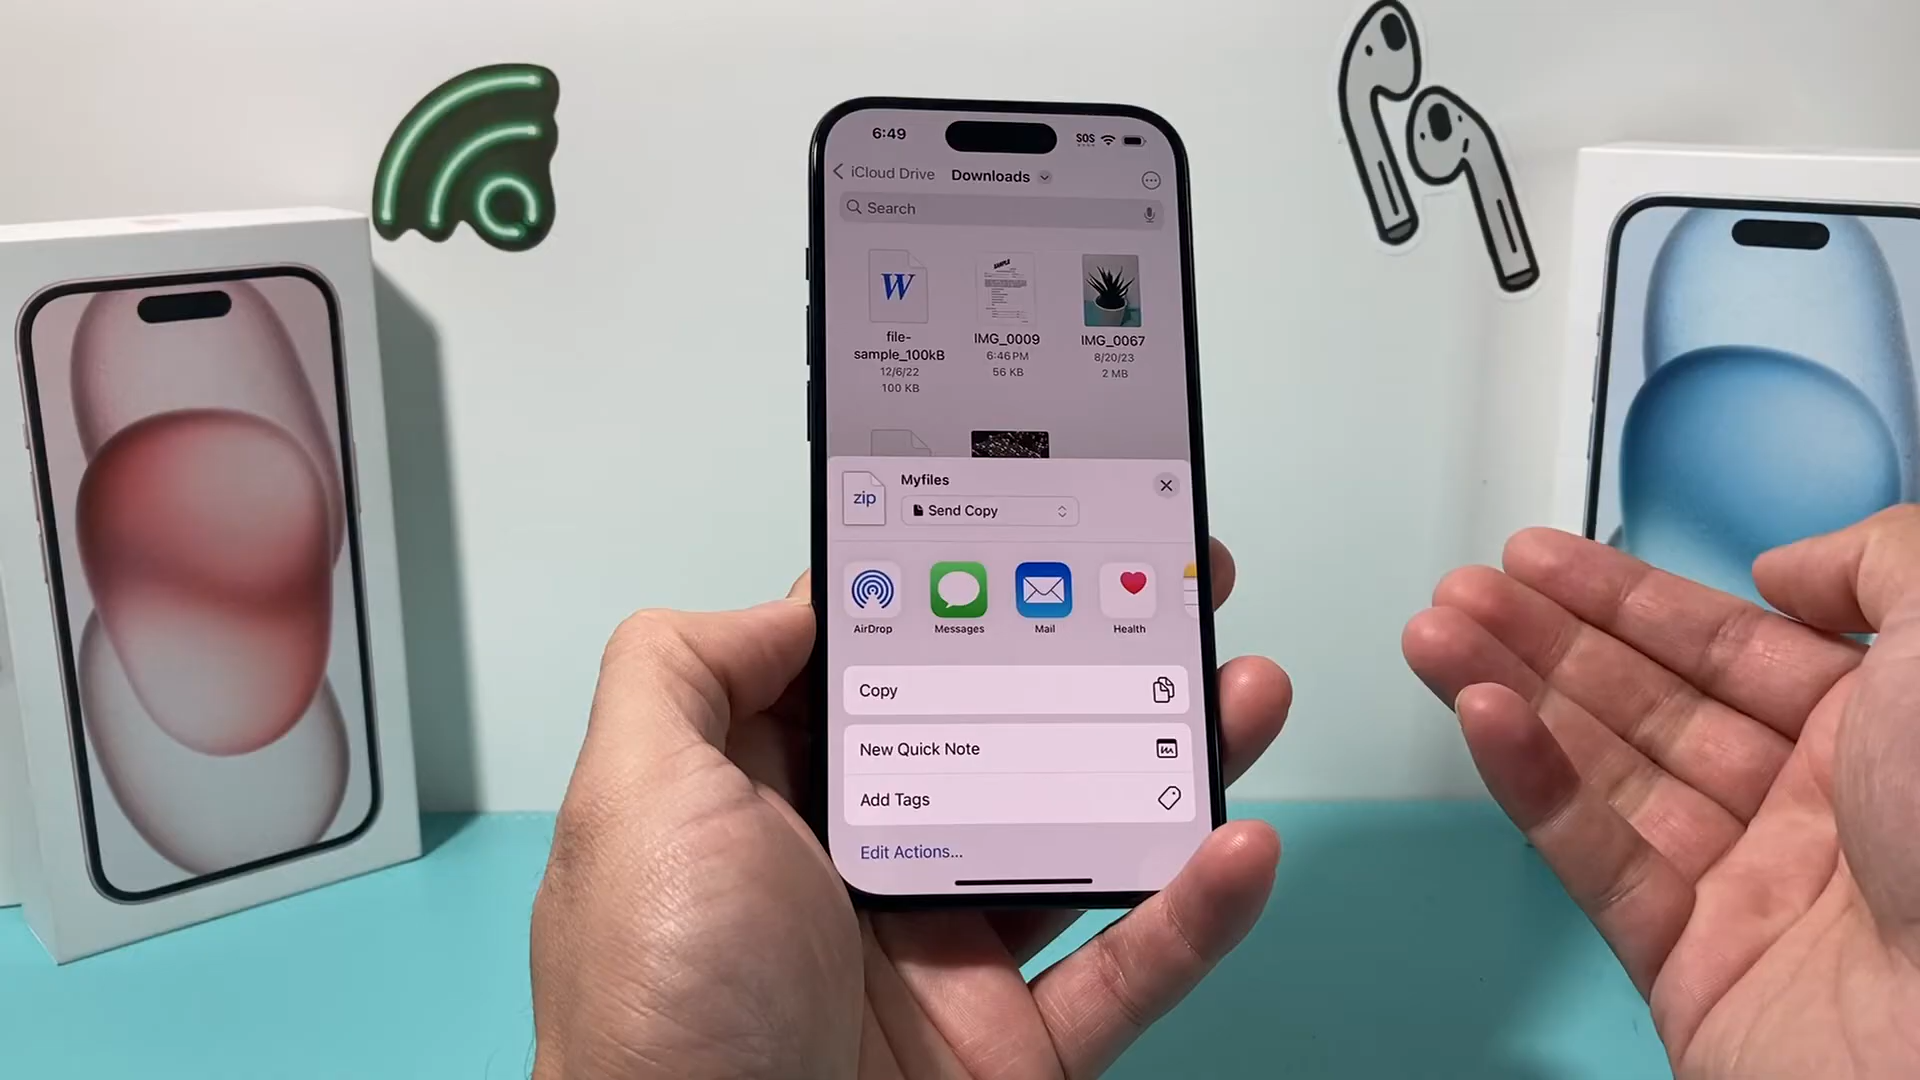 6:49
SOS
iCloud Drive
Downloads
Search
W
SAMPLE
file-
sample_100kB
12/6/22
100 KB
IMG_0009
6:46 PM
56 KB
IMG_0067
8/20/23
2 MB
zip
Myfiles
Send Copy
AirDrop
Messages
Mail
Health
Copy
New Quick Note
Add Tags
Edit Actions...